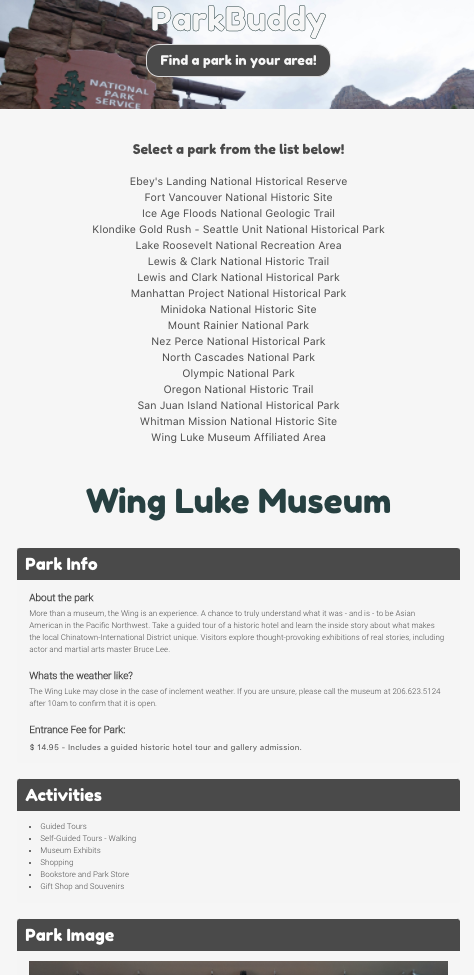 ParkBuddy
Find a park in your area!
NATIONAL
PARK
SERVICE
Select a park from the list below!
Ebey's Landing National Historical Reserve
Fort Vancouver National Historic Site
Ice Age Floods National Geologic Trail
Klondike Gold Rush - Seattle Unit National Historical Park
Lake Roosevelt National Recreation Area
Lewis & Clark National Historic Trail
Lewis and Clark National Historical Park
Manhattan Project National Historical Park
Minidoka National Historic Site
Mount Rainier National Park
Nez Perce National Historical Park
North Cascades National Park
Olympic National Park
Oregon National Historic Trail
San Juan Island National Historical Park
Whitman Mission National Historic Site
Wing Luke Museum Affiliated Area
Wing Luke Museum
Park Info
About the park
More than a museum, the Wing is an experience. A chance to truly understand what it was - and is - to be Asian
American in the Pacific Northwest. Take a guided tour of a historic hotel and learn the inside story about what makes
the local Chinatown-International District unique. Visitors explore thought-provoking exhibitions of real stories, including
actor and martial arts master Bruce Lee.
Whats the weather like?
The Wing Luke may close in the case of inclement weather. If you are unsure, please call the museum at 206.623.5124
after 10am to confirm that it is open.
Entrance Fee for Park:
$ 14.95 - Includes a guided historic hotel tour and gallery admission.
Activities
• Guided Tours
• Self-Guided Tours - Walking
• Museum Exhibits
• Shopping
• Bookstore and Park Store
• Gift Shop and Souvenirs
Park Image